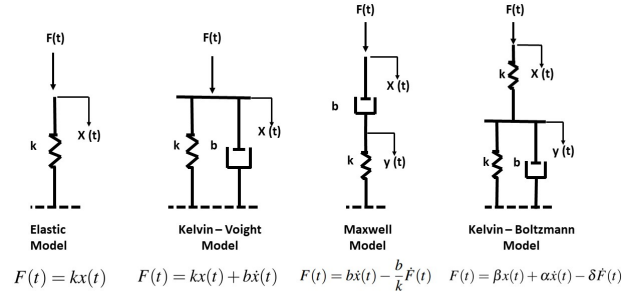 F(t)
X (t)
k
Elastic
Model
F(t) = kx(t)
F(t)
X (t)
k
b
Kelvin – Voight
Model
F(t) = kx(t) + bẋ(t)
F(t)
X (t)
b
y (t)
k
Maxwell
Model
F(t) = bẋ(t) − b/k Ḟ(t)
F(t)
k
X (t)
y (t)
k
b
Kelvin – Boltzmann
Model
F(t) = βx(t) + αẋ(t) − δḞ(t)